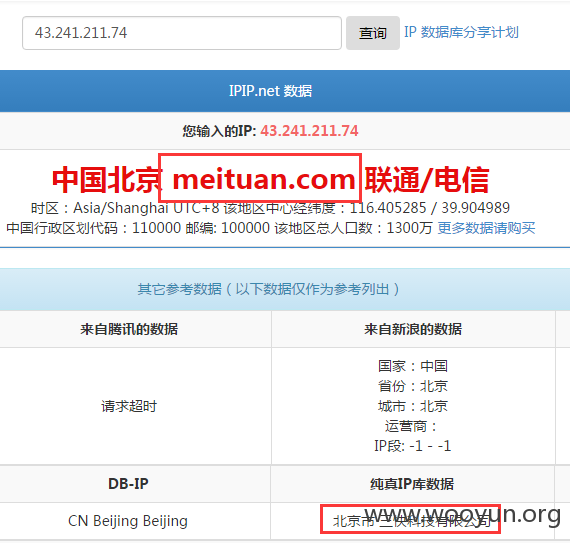 43.241.211.74 查询 IP 数据库分享计划
IPIP.net 数据
您输入的IP: 43.241.211.74
中国北京 meituan.com 联通/电信
时区：Asia/Shanghai UTC+8 该地区中心经纬度：116.405285 / 39.904989
中国行政区划代码：110000 邮编: 100000 该地区总人口数：1300万 更多数据请购买
其它参考数据（以下数据仅作为参考列出）
来自腾讯的数据 来自新浪的数据
请求超时
国家：中国
省份：北京
城市：北京
运营商：
IP段: -1 - -1
DB-IP 纯真IP库数据
CN Beijing Beijing 北京市 三快科技有限公司
www.wooyun.org